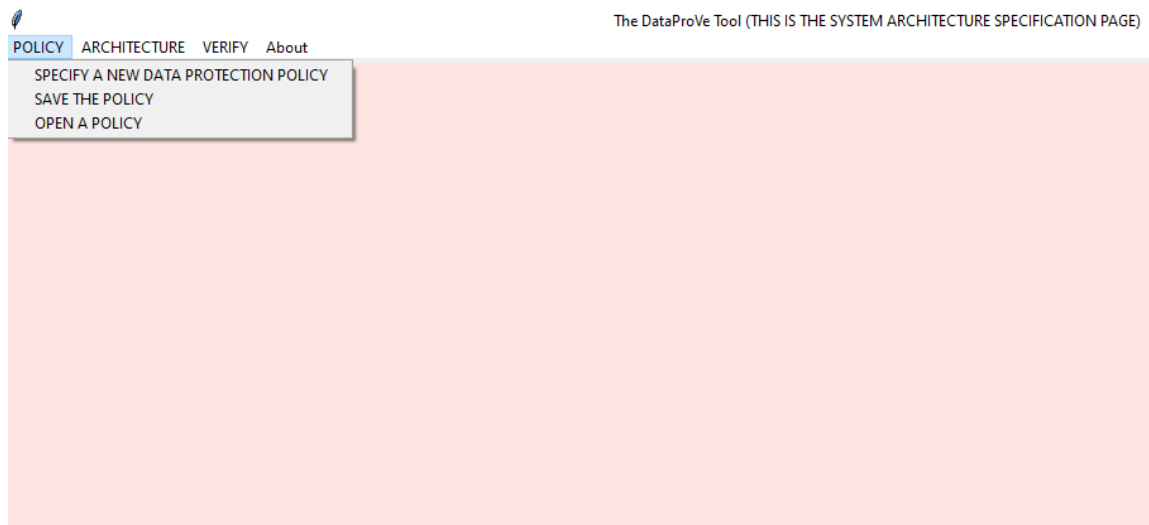 The DataProVe Tool (THIS IS THE SYSTEM ARCHITECTURE SPECIFICATION PAGE)
POLICY ARCHITECTURE VERIFY About
SPECIFY A NEW DATA PROTECTION POLICY
SAVE THE POLICY
OPEN A POLICY